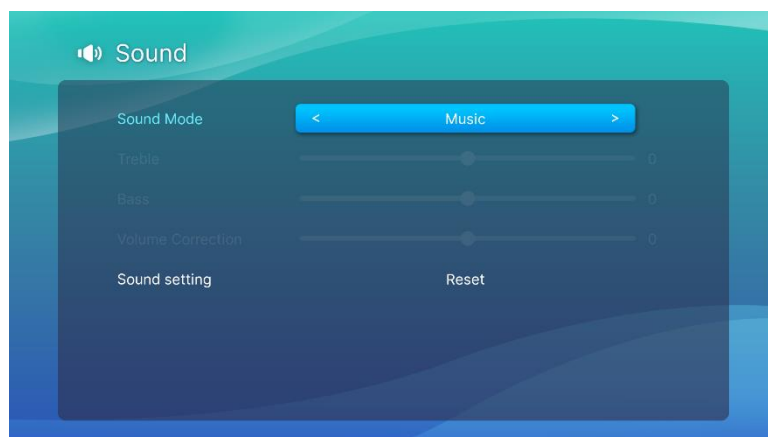 Sound
Sound Mode < Music >
Treble 0
Bass 0
Volume Correction 0
Sound setting Reset